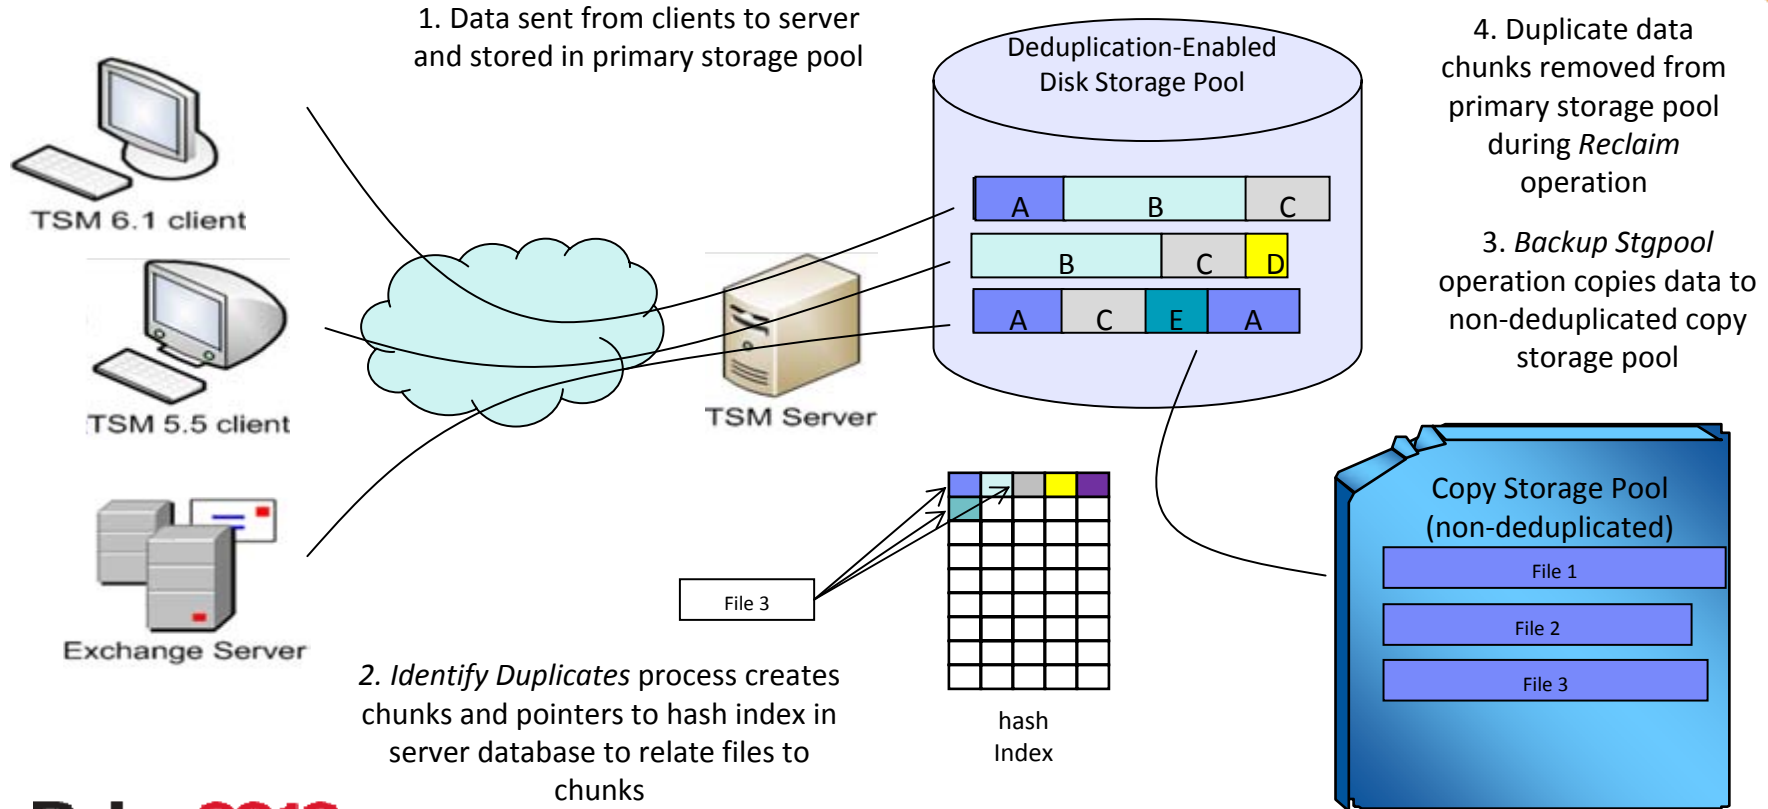 1. Data sent from clients to server
and stored in primary storage pool
TSM 6.1 client
TSM 5.5 client
Exchange Server
TSM Server
Deduplication-Enabled
Disk Storage Pool
A B C
B C D
A C E A
4. Duplicate data
chunks removed from
primary storage pool
during Reclaim
operation
3. Backup Stgpool
operation copies data to
non-deduplicated copy
storage pool
Copy Storage Pool
(non-deduplicated)
File 1
File 2
File 3
File 3
hash
Index
2. Identify Duplicates process creates
chunks and pointers to hash index in
server database to relate files to
chunks